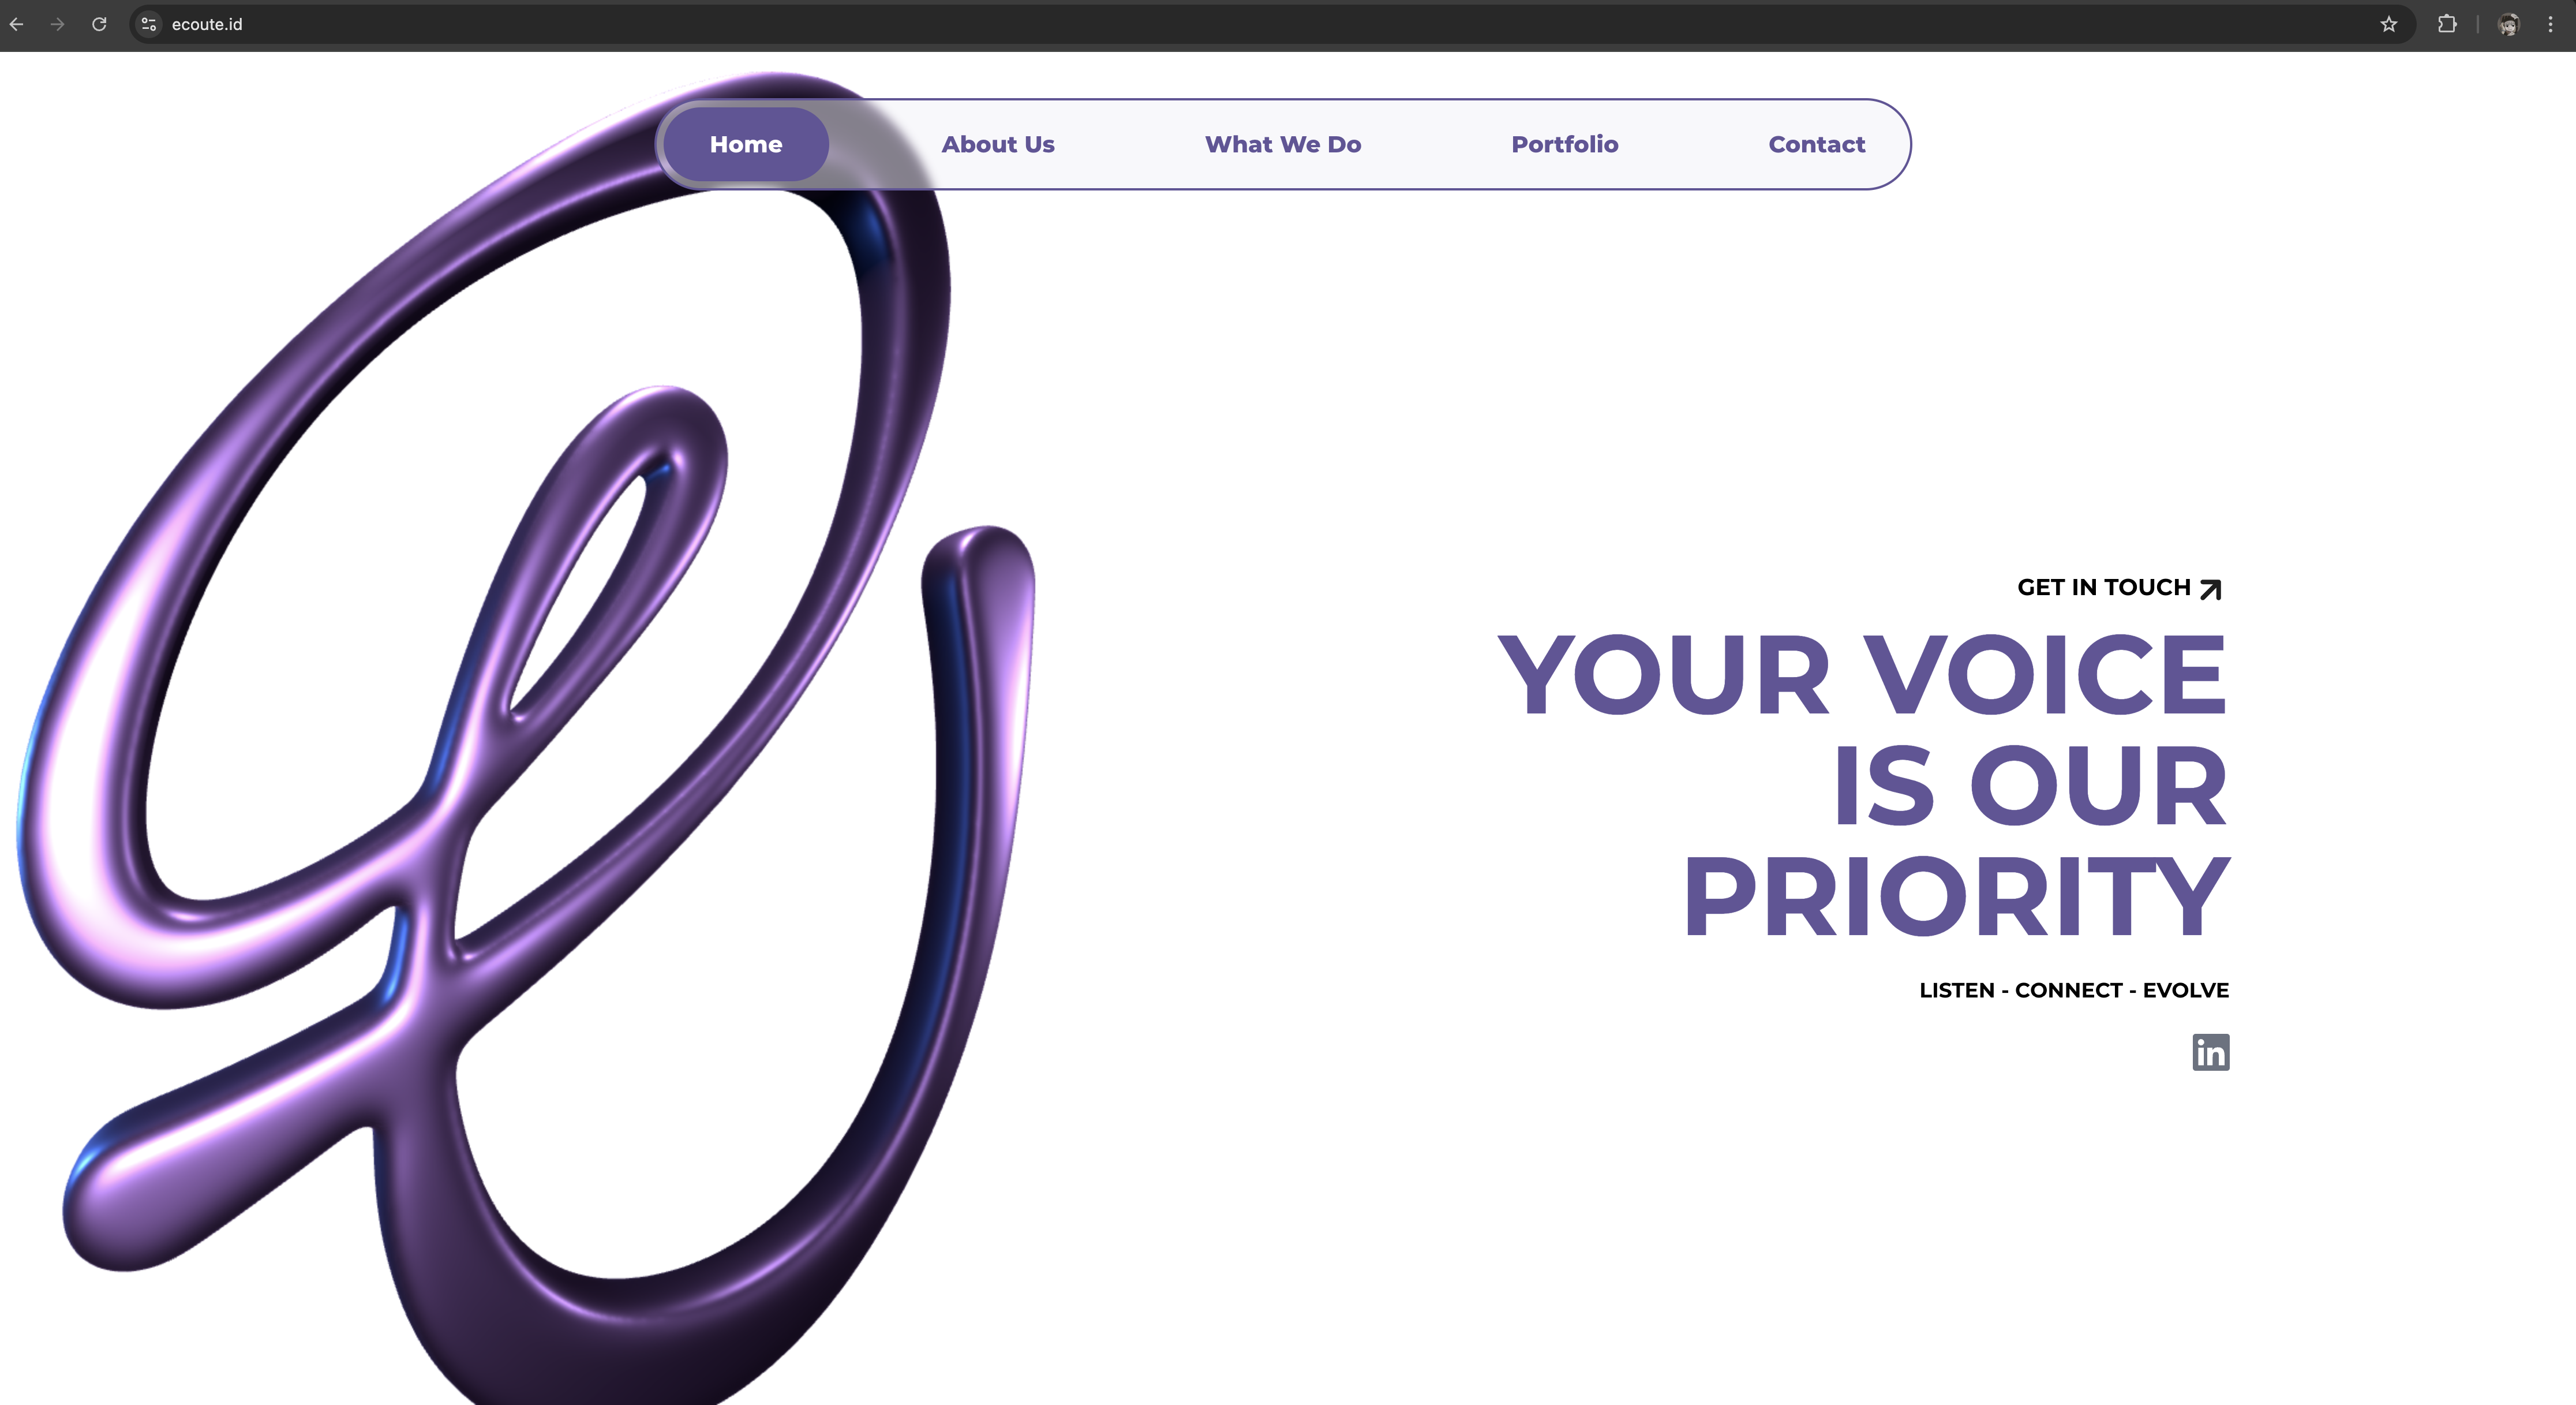 ecoute.id
Home About Us What We Do Portfolio Contact
GET IN TOUCH
YOUR VOICE
IS OUR
PRIORITY
LISTEN - CONNECT - EVOLVE
in